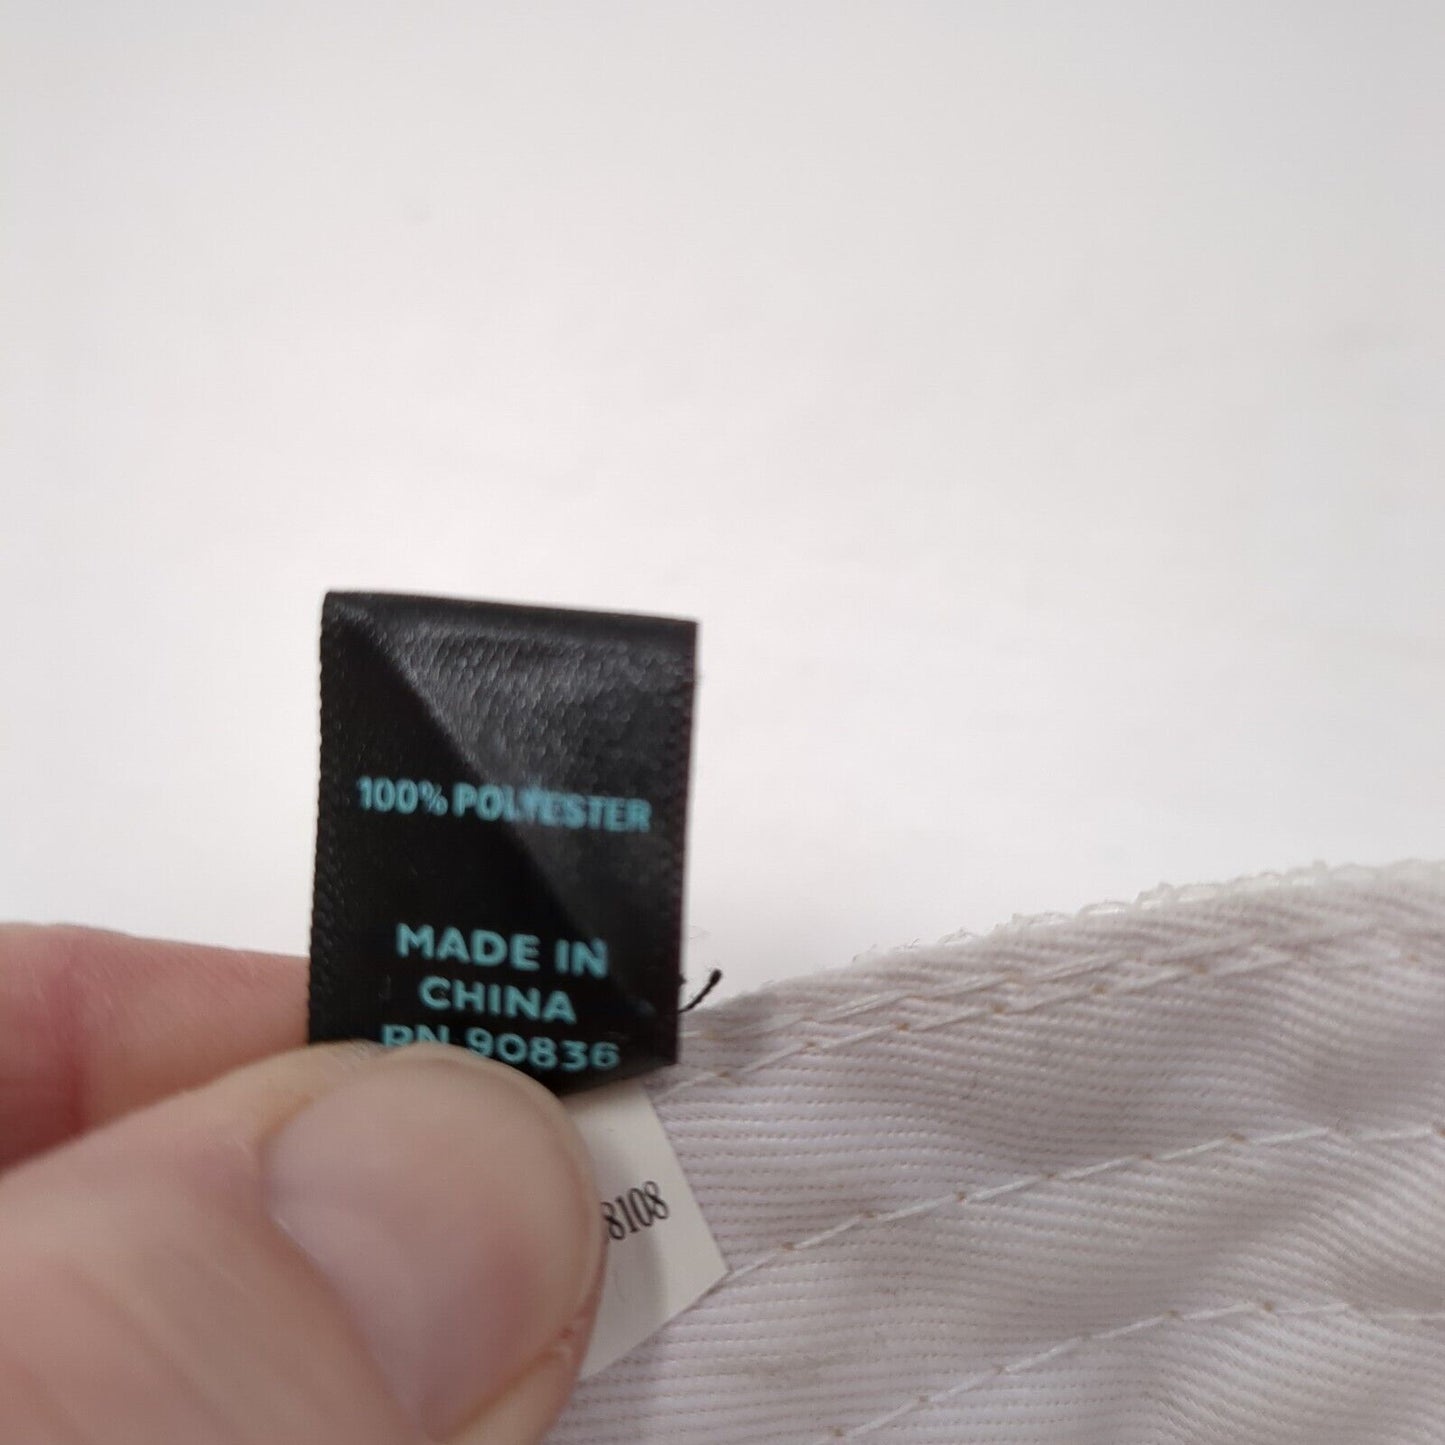 100% POLYESTER
MADE IN
CHINA
RN 90836
8108